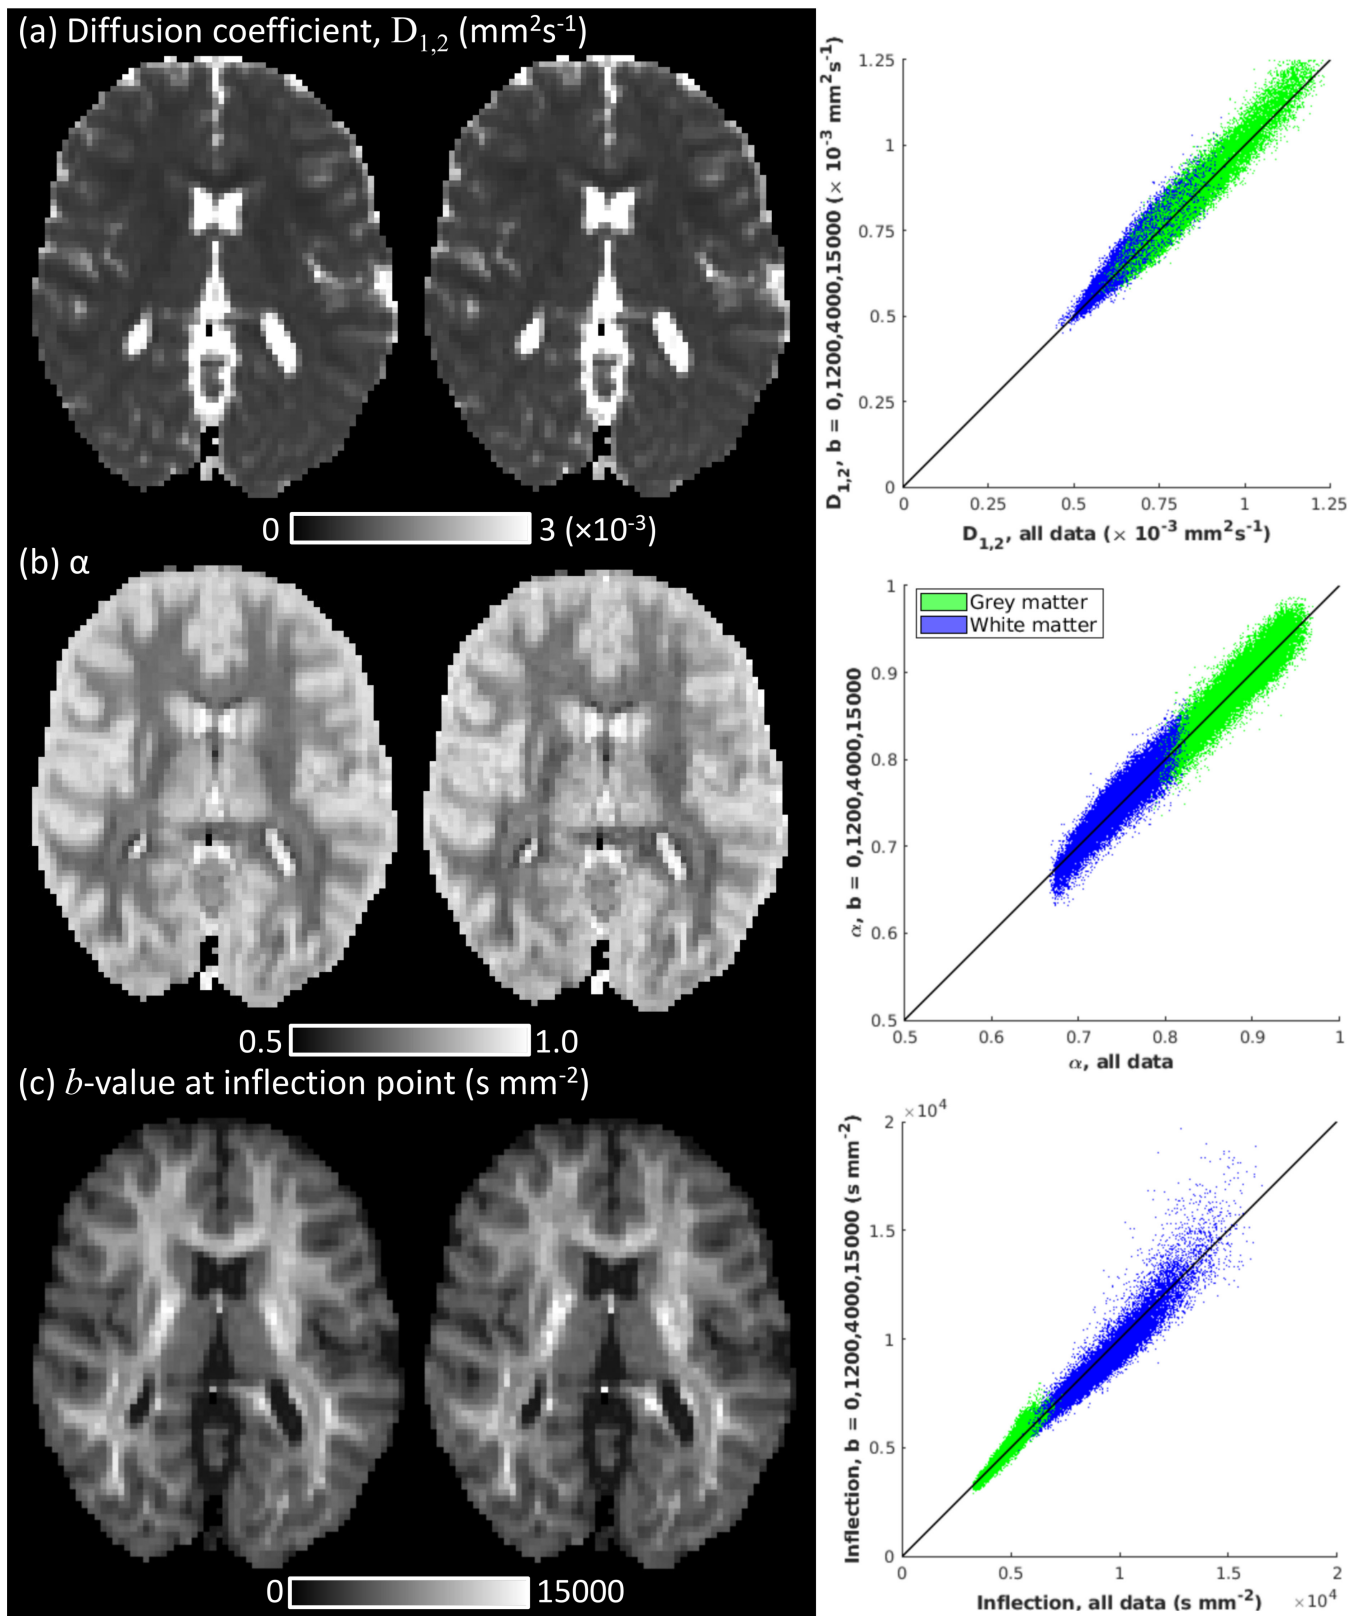 (a) Diffusion coefficient, D₁,₂ (mm²s⁻¹)
0 3 (×10⁻³)
D₁,₂, b = 0,1200,4000,15000 (× 10⁻³ mm²s⁻¹)
1.25
1
0.75
0.5
0.25
0
0 0.25 0.5 0.75 1 1.25
D₁,₂, all data (× 10⁻³ mm²s⁻¹)
(b) α
0.5 1.0
α, b = 0,1200,4000,15000
1
0.9
0.8
0.7
0.6
0.5
Grey matter
White matter
0.5 0.6 0.7 0.8 0.9 1
α, all data
(c) b-value at inflection point (s mm⁻²)
0 15000
Inflection, b = 0,1200,4000,15000 (s mm⁻²)
×10⁴
2
1.5
1
0.5
0
0 0.5 1 1.5 2
Inflection, all data (s mm⁻²) ×10⁴